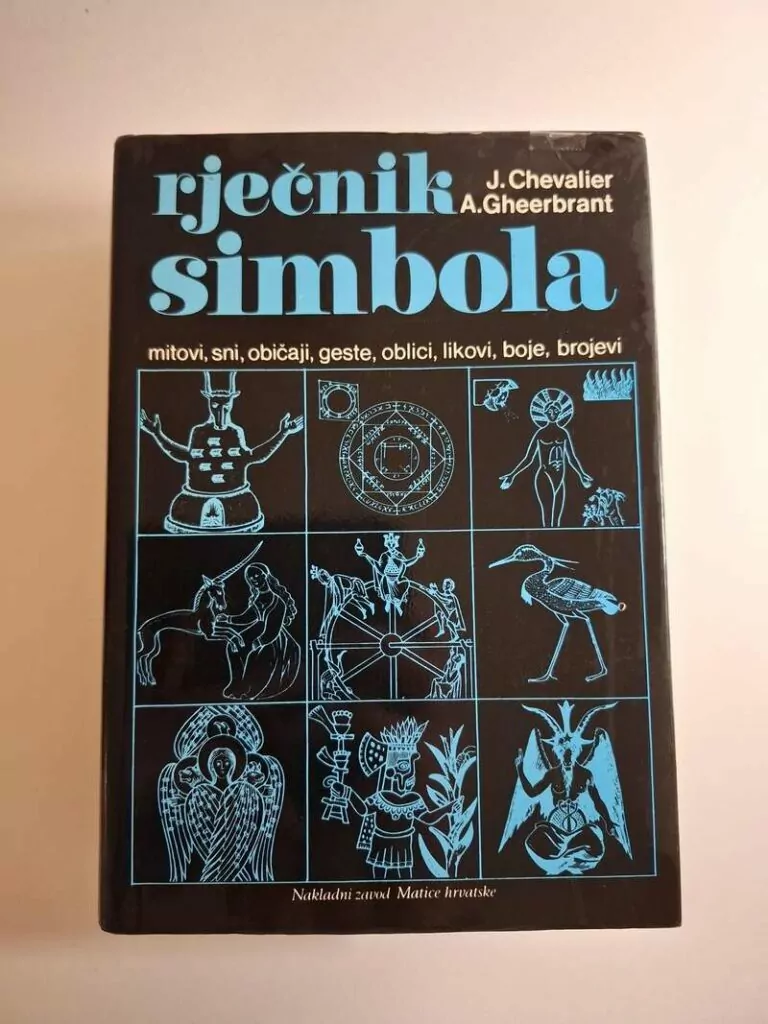 rječnik
J. Chevalier
A.Gheerbrant
simbola
mitovi, sni, običaji, geste, oblici, likovi, boje, brojevi
Nakladni zavod Matice hrvatske